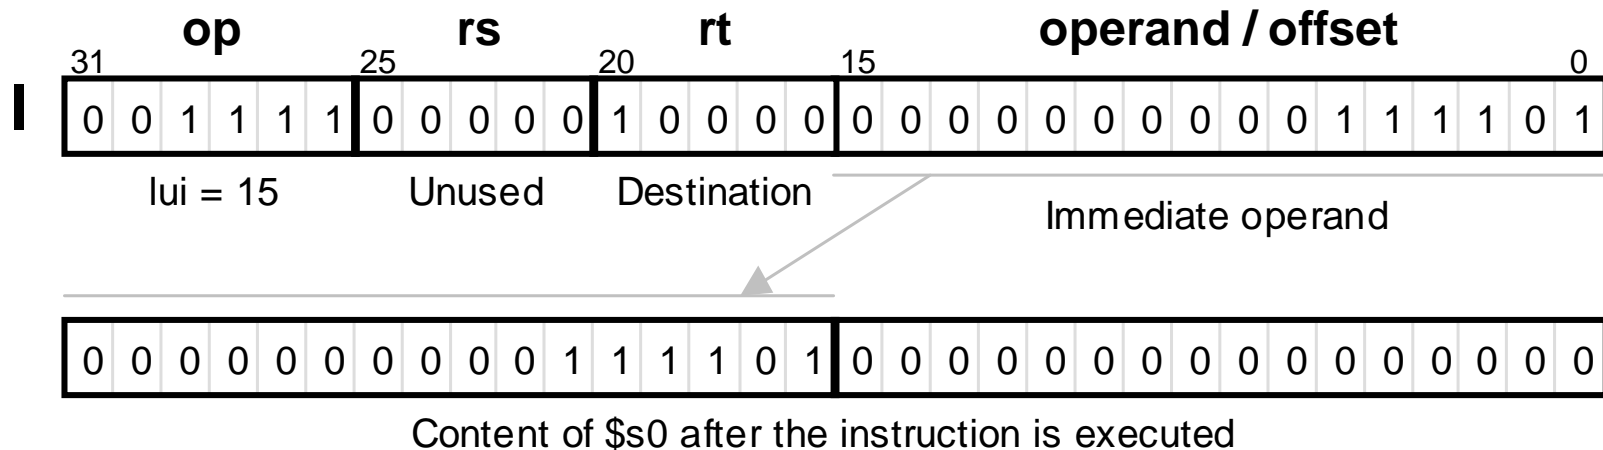 op rs rt operand / offset
31 25 20 15 0
I 0 0 1 1 1 1 0 0 0 0 0 1 0 0 0 0 0 0 0 0 0 0 0 0 0 0 0 1 1 1 1 0 1
lui = 15 Unused Destination Immediate operand
0 0 0 0 0 0 0 0 0 0 1 1 1 1 0 1 0 0 0 0 0 0 0 0 0 0 0 0 0 0 0 0
Content of $s0 after the instruction is executed